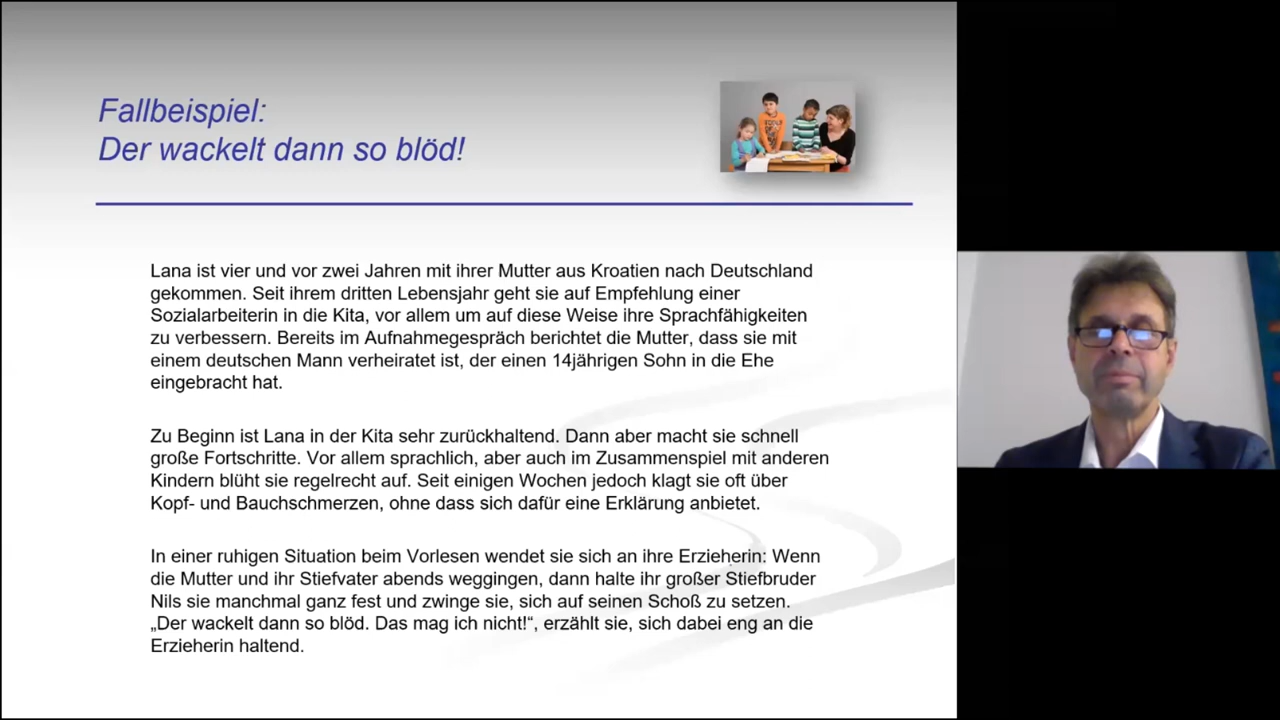 Fallbeispiel:
Der wackelt dann so blöd!
Lana ist vier und vor zwei Jahren mit ihrer Mutter aus Kroatien nach Deutschland
gekommen. Seit ihrem dritten Lebensjahr geht sie auf Empfehlung einer
Sozialarbeiterin in die Kita, vor allem um auf diese Weise ihre Sprachfähigkeiten
zu verbessern. Bereits im Aufnahmegespräch berichtet die Mutter, dass sie mit
einem deutschen Mann verheiratet ist, der einen 14jährigen Sohn in die Ehe
eingebracht hat.
Zu Beginn ist Lana in der Kita sehr zurückhaltend. Dann aber macht sie schnell
große Fortschritte. Vor allem sprachlich, aber auch im Zusammenspiel mit anderen
Kindern blüht sie regelrecht auf. Seit einigen Wochen jedoch klagt sie oft über
Kopf- und Bauchschmerzen, ohne dass sich dafür eine Erklärung anbietet.
In einer ruhigen Situation beim Vorlesen wendet sie sich an ihre Erzieherin: Wenn
die Mutter und ihr Stiefvater abends weggingen, dann halte ihr großer Stiefbruder
Nils sie manchmal ganz fest und zwinge sie, sich auf seinen Schoß zu setzen.
„Der wackelt dann so blöd. Das mag ich nicht!“, erzählt sie, sich dabei eng an die
Erzieherin haltend.